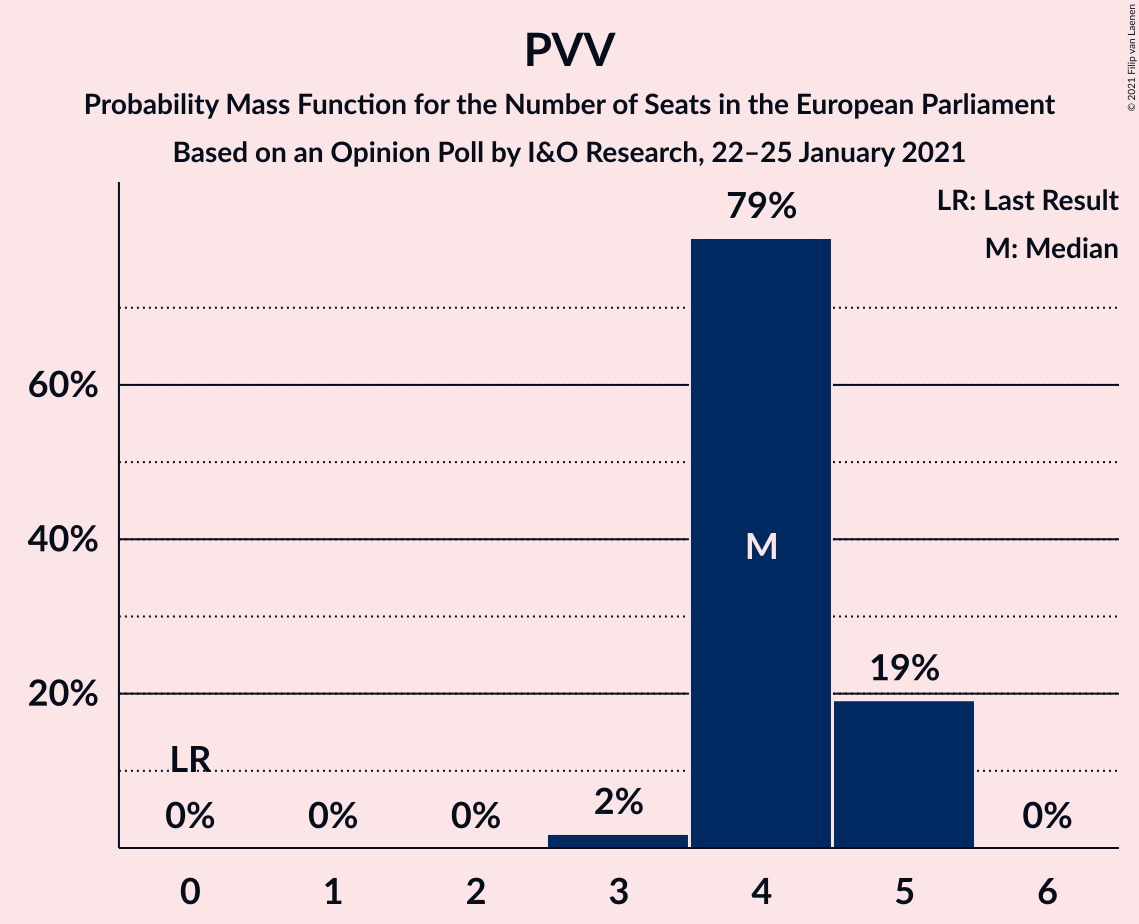 PVV
Probability Mass Function for the Number of Seats in the European Parliament
Based on an Opinion Poll by I&O Research, 22–25 January 2021
© 2021 Filip van Laenen
LR: Last Result
M: Median
79%
60%
40%
M
19%
20%
LR
2%
0%
0%
0%
0%
0
1
2
3
4
5
6